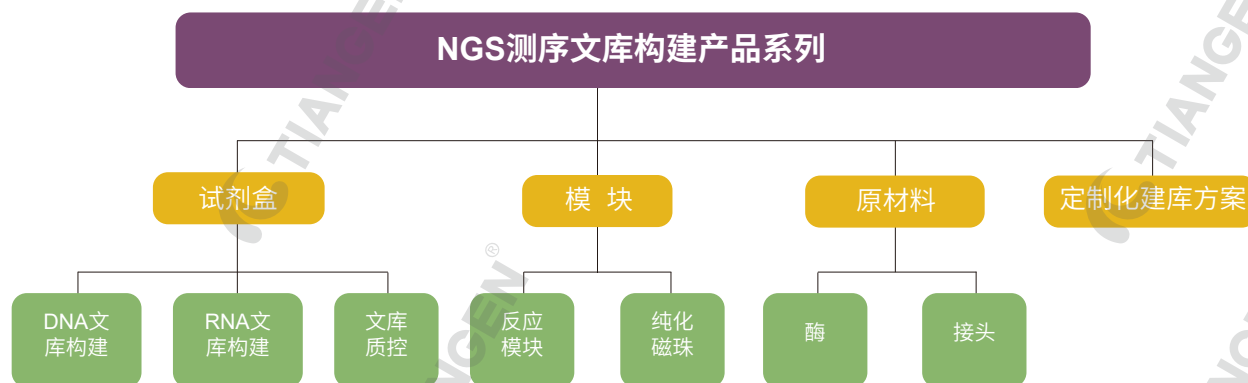 NGS测序文库构建产品系列
试剂盒
模 块
原材料
定制化建库方案
DNA文
库构建
RNA文
库构建
文库
质控
反应
模块
纯化
磁珠
酶
接头
TIANGEN
TIANGEN
TIANGEN®